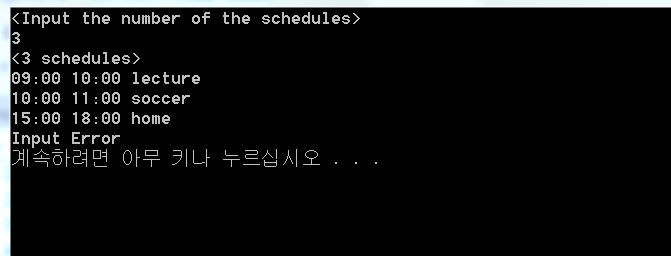 <Input the number of the schedules>
3
<3 schedules>
09:00 10:00 lecture
10:00 11:00 soccer
15:00 18:00 home
Input Error
계속하려면 아무 키나 누르십시오 . . .